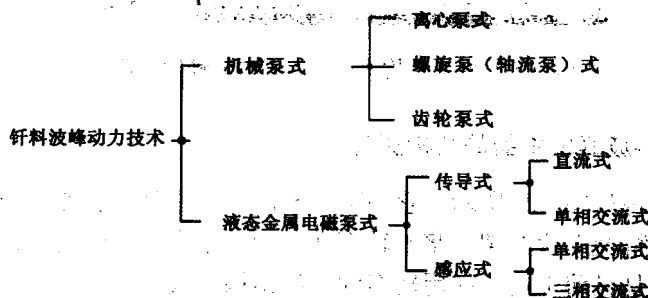 离心泵式
机械泵式
螺旋泵（轴流泵）式
齿轮泵式
钎料波峰动力技术
直流式
传导式
单相交流式
液态金属电磁泵式
单相交流式
感应式
三相交流式